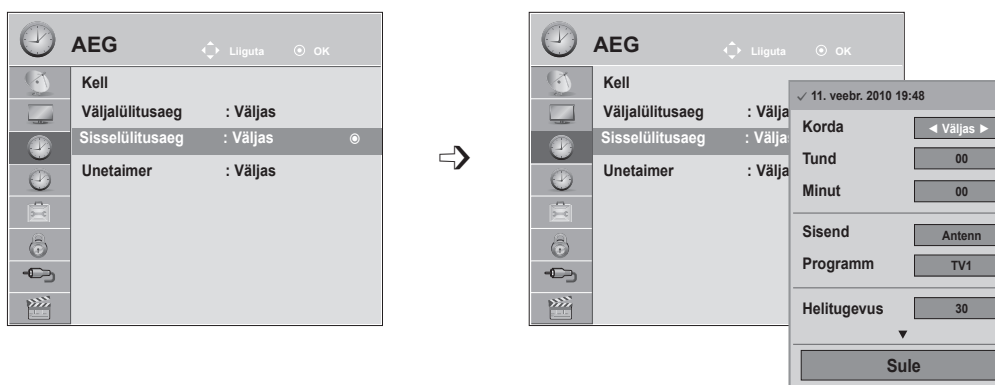 AEG
Liiguta OK
Kell
Väljalülitusaeg : Väljas
Sisselülitusaeg : Väljas
Unetaimer : Väljas
AEG
Liiguta OK
Kell
Väljalülitusaeg : Välja
Sisselülitusaeg : Välja
Unetaimer : Välja
✓ 11. veebr. 2010 19:48
Korda ◄ Väljas ►
Tund 00
Minut 00
Sisend Antenn
Programm TV1
Helitugevus 30
▼
Sule